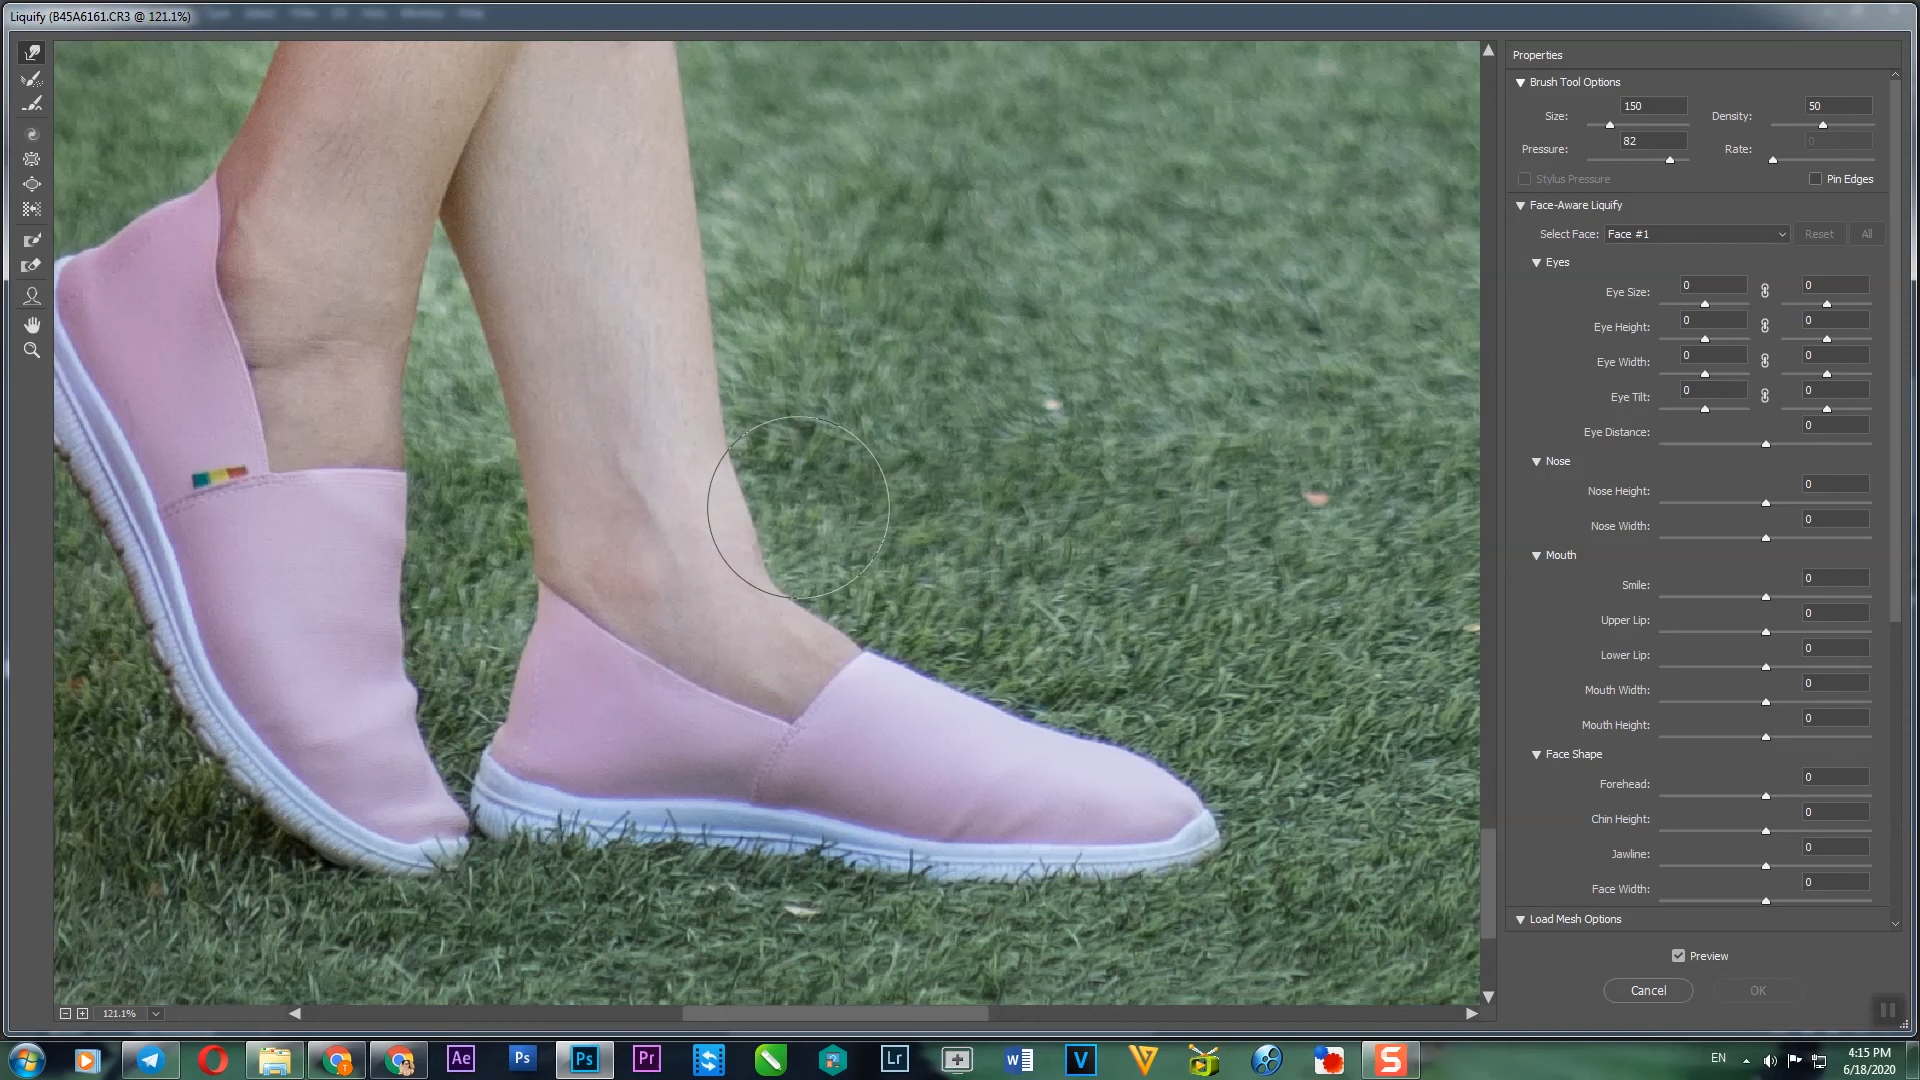 Liquify (B45A6161.CR3 @ 121.1%)
Properties
Brush Tool Options
Size: 150 Density: 50
Pressure: 82 Rate: 0
Stylus Pressure Pin Edges
Face-Aware Liquify
Select Face: Face #1 Reset All
Eyes
Eye Size: 0 0
Eye Height: 0 0
Eye Width: 0 0
Eye Tilt: 0 0
Eye Distance: 0
Nose
Nose Height: 0
Nose Width: 0
Mouth
Smile: 0
Upper Lip: 0
Lower Lip: 0
Mouth Width: 0
Mouth Height: 0
Face Shape
Forehead: 0
Chin Height: 0
Jawline: 0
Face Width: 0
Load Mesh Options
Preview
Cancel OK
121.1%
Ae Ps Ps Pr Lr W V S
EN
4:15 PM
6/18/2020